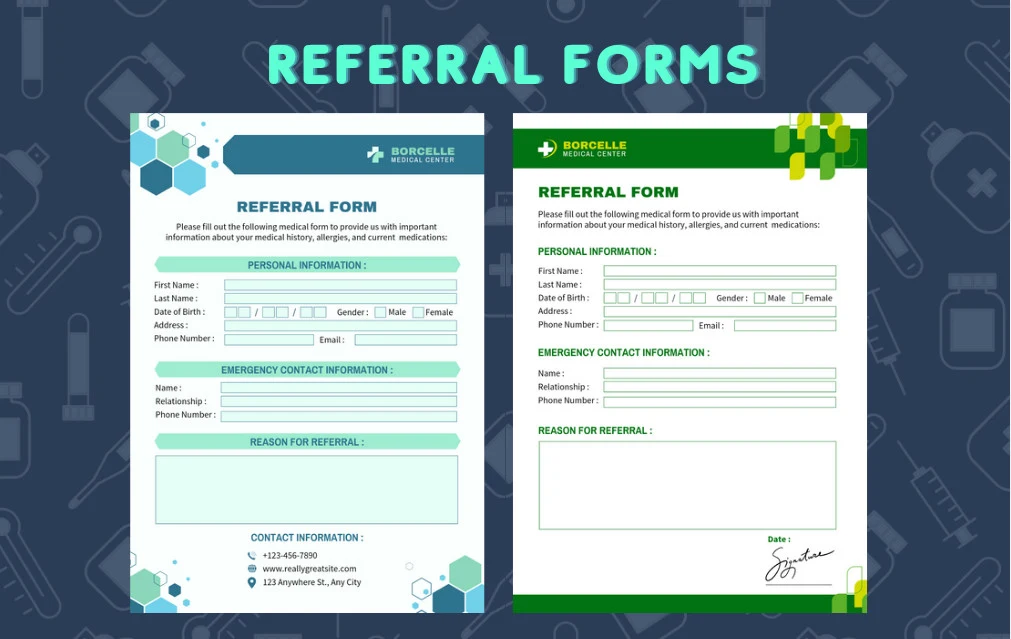 REFERRAL FORMS
BORCELLE
MEDICAL CENTER
REFERRAL FORM
Please fill out the following medical form to provide us with important
information about your medical history, allergies, and current medications:
PERSONAL INFORMATION :
First Name :
Last Name :
Date of Birth : / / Gender : Male Female
Address :
Phone Number : Email :
EMERGENCY CONTACT INFORMATION :
Name :
Relationship :
Phone Number :
REASON FOR REFERRAL :
CONTACT INFORMATION :
+123-456-7890
www.reallygreatsite.com
123 Anywhere St., Any City
BORCELLE
MEDICAL CENTER
REFERRAL FORM
Please fill out the following medical form to provide us with important
information about your medical history, allergies, and current medications:
PERSONAL INFORMATION :
First Name :
Last Name :
Date of Birth : / / Gender : Male Female
Address :
Phone Number : Email :
EMERGENCY CONTACT INFORMATION :
Name :
Relationship :
Phone Number :
REASON FOR REFERRAL :
Date :
Signature